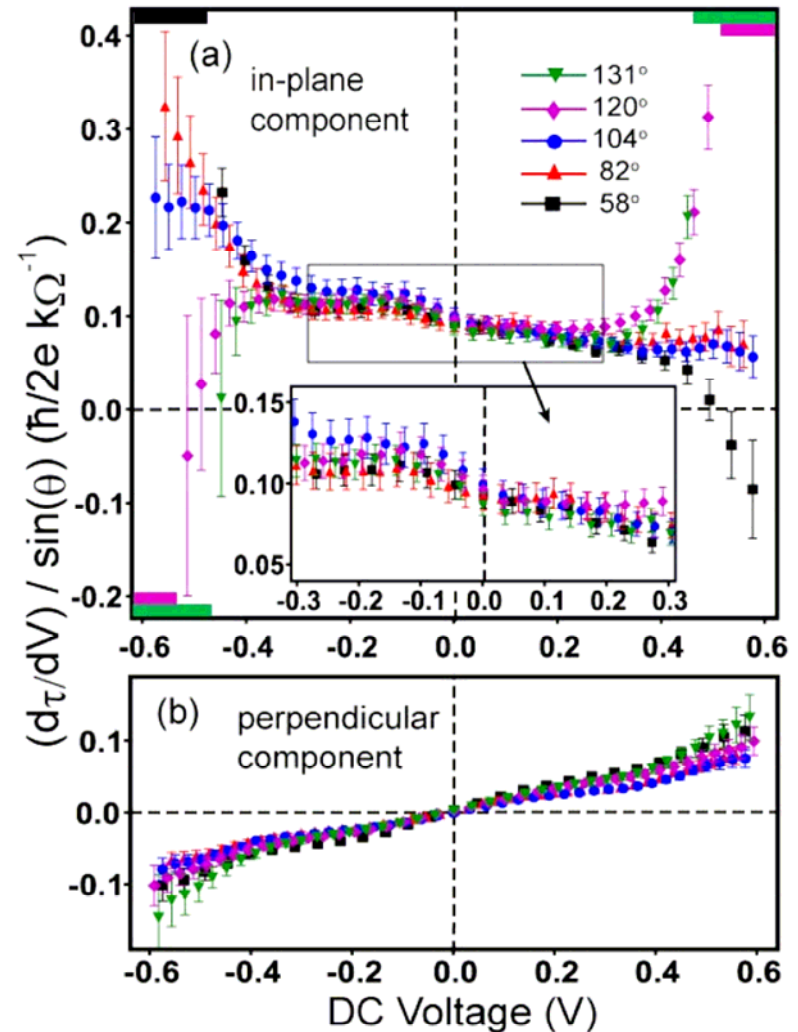 (a)
in-plane
component
131°
120°
104°
82°
58°
0.4
0.3
0.2
0.1
0.0
-0.1
-0.2
0.15
0.10
0.05
-0.3 -0.2 -0.1 0.0 0.1 0.2 0.3
-0.6 -0.4 -0.2 0.0 0.2 0.4 0.6
(dτ/dV) / sin(θ) (ħ/2e kΩ⁻¹)
(b)
perpendicular
component
0.1
0.0
-0.1
-0.6 -0.4 -0.2 0.0 0.2 0.4 0.6
DC Voltage (V)